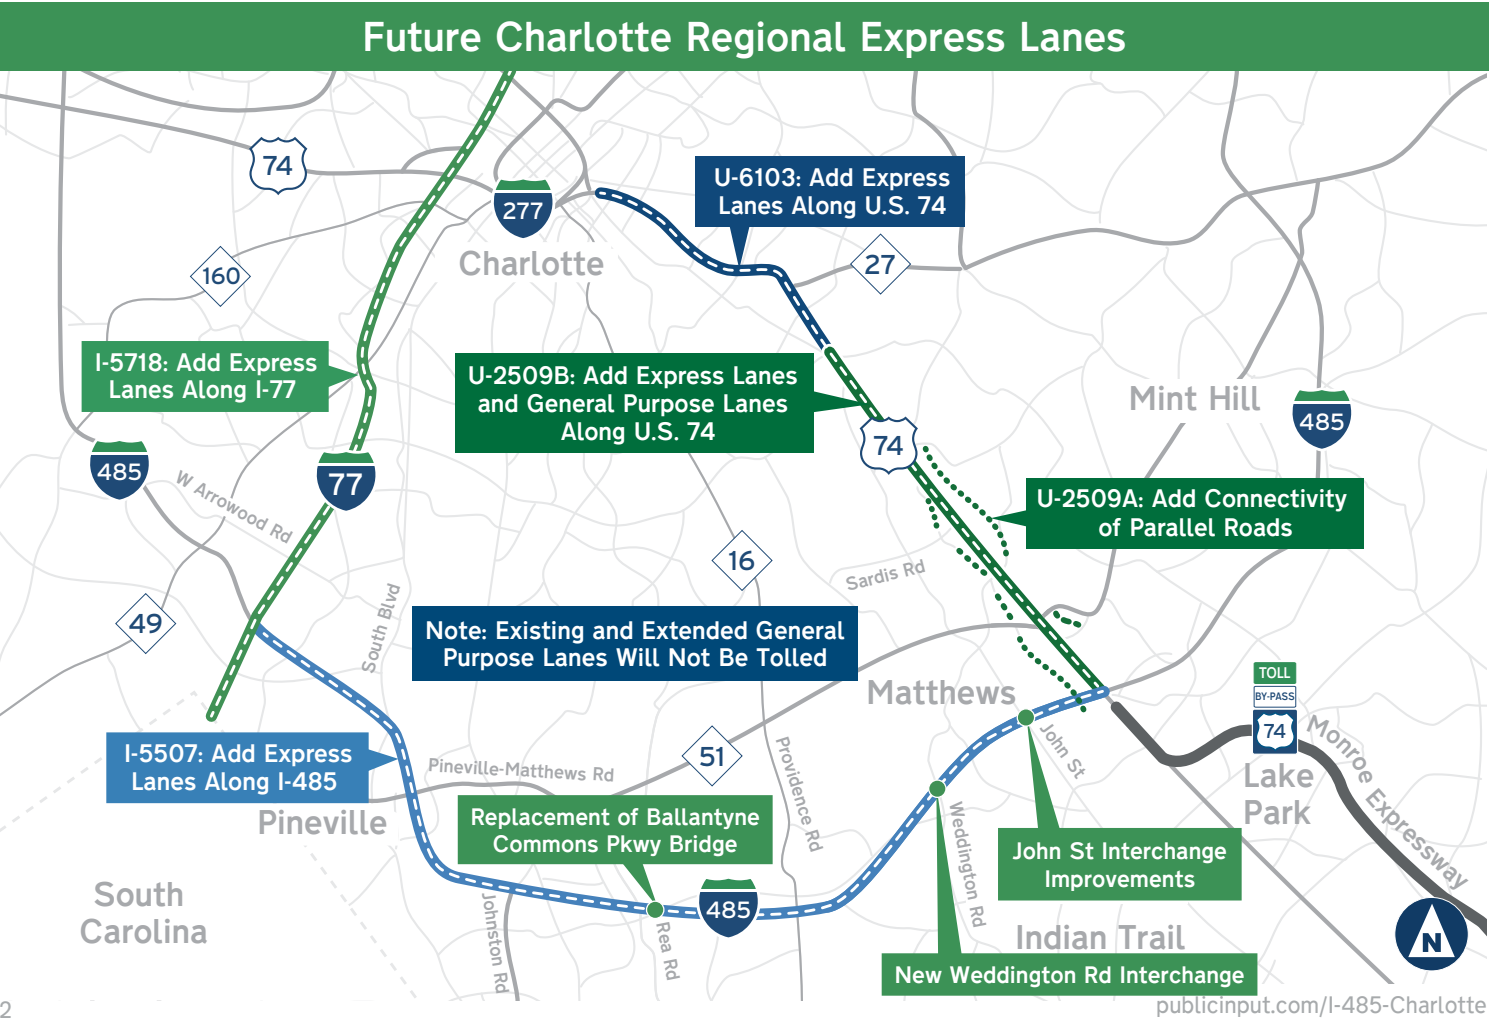 Future Charlotte Regional Express Lanes
74
277
Charlotte
U-6103: Add Express
Lanes Along U.S. 74
27
160
I-5718: Add Express
Lanes Along I-77
U-2509B: Add Express Lanes
and General Purpose Lanes
Along U.S. 74
Mint Hill
485
74
485
77
W Arrowood Rd
U-2509A: Add Connectivity
of Parallel Roads
16
Sardis Rd
49
South Blvd
Note: Existing and Extended General
Purpose Lanes Will Not Be Tolled
Matthews
TOLL
BY-PASS
74
Monroe Expressway
I-5507: Add Express
Lanes Along I-485
51
John St
Pineville-Matthews Rd
Providence Rd
Lake
Park
Pineville
Replacement of Ballantyne
Commons Pkwy Bridge
Weddington Rd
John St Interchange
Improvements
South
Carolina
485
Johnston Rd
Rea Rd
Indian Trail
N
New Weddington Rd Interchange
2
publicinput.com/I-485-Charlotte